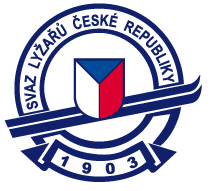 SVAZ LYŽAŘŮ ČESKÉ REPUBLIKY
1903